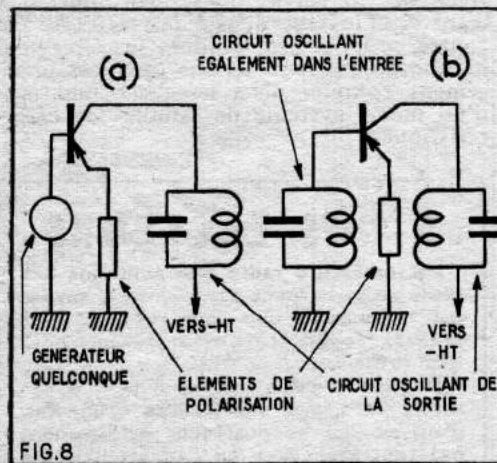 CIRCUIT OSCILLANT
EGALEMENT DANS L'ENTREE
(a)
(b)
VERS-HT
VERS
-HT
GENERATEUR
QUELCONQUE
ELEMENTS DE
POLARISATION
CIRCUIT OSCILLANT DE
LA SORTIE
FIG.8